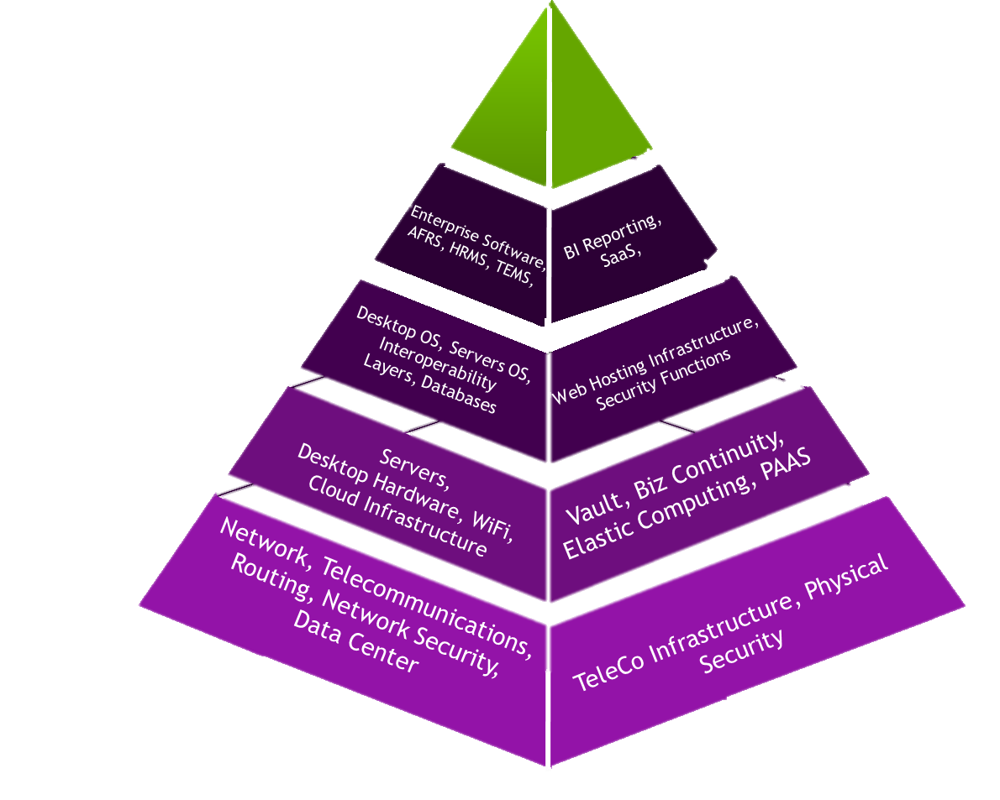 Enterprise Software,
AFRS, HRMS, TEMS,
BI Reporting,
SaaS,
Desktop OS, Servers OS,
Interoperability
Layers, Databases
Web Hosting Infrastructure,
Security Functions
Servers,
Desktop Hardware, WiFi,
Cloud Infrastructure
Vault, Biz Continuity,
Elastic Computing, PAAS
Network, Telecommunications,
Routing, Network Security,
Data Center
TeleCo Infrastructure, Physical
Security